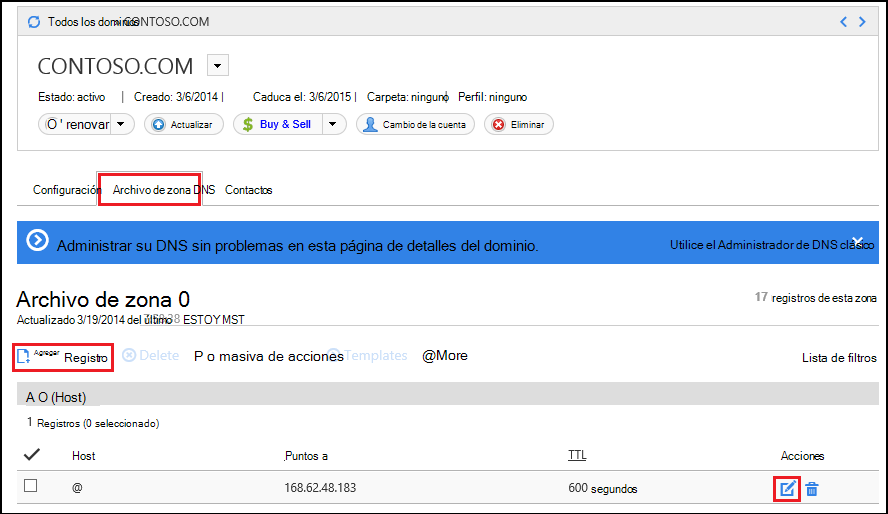 Todos los dominios CONTOSO.COM
CONTOSO.COM
Estado: activo | Creado: 3/6/2014 | Caduca el: 3/6/2015 | Carpeta: ninguno | Perfil: ninguno
O ' renovar Actualizar $ Buy & Sell Cambio de la cuenta Eliminar
Configuración Archivo de zona DNS Contactos
Administrar su DNS sin problemas en esta página de detalles del dominio. Utilice el Administrador de DNS clásico
Archivo de zona 0 17 registros de esta zona
Actualizado 3/19/2014 del último ESTOY MST
Agregar Registro Delete P o masiva de acciones Templates @More Lista de filtros
A O (Host)
1 Registros (0 seleccionado)
Host Puntos a TTL Acciones
@ 168.62.48.183 600 segundos